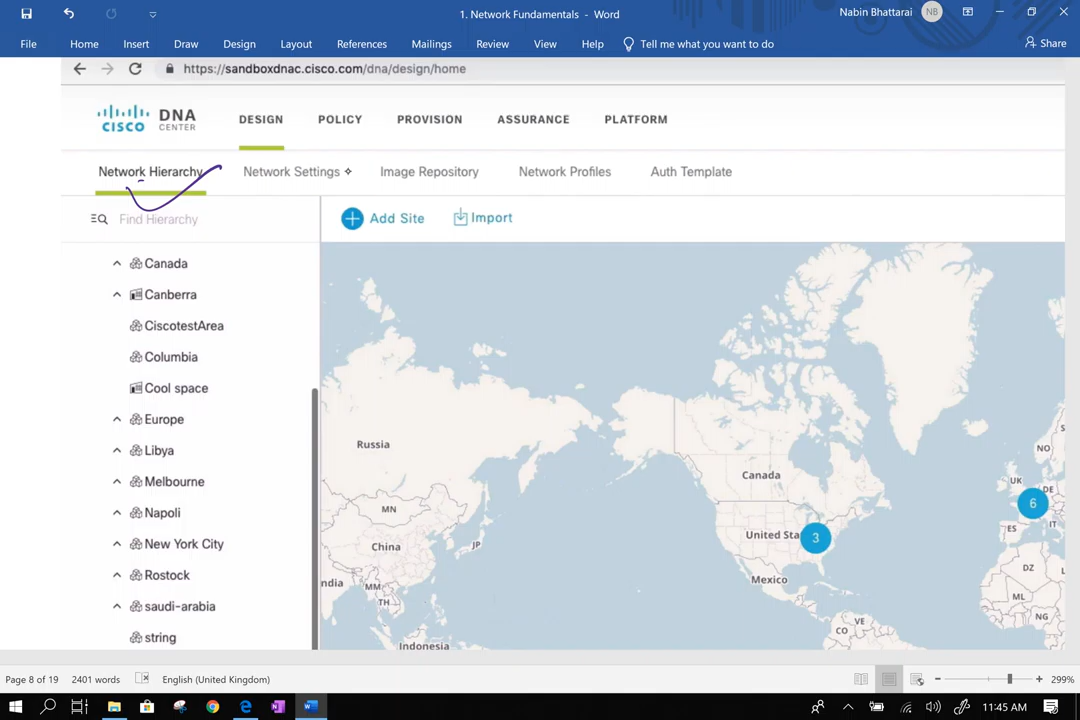 1. Network Fundamentals - Word
Nabin Bhattarai NB
File Home Insert Draw Design Layout References Mailings Review View Help Tell me what you want to do Share
https://sandboxdnac.cisco.com/dna/design/home
CISCO DNA CENTER
DESIGN POLICY PROVISION ASSURANCE PLATFORM
Network Hierarchy Network Settings Image Repository Network Profiles Auth Template
Find Hierarchy
Add Site Import
Canada
Canberra
CiscotestArea
Columbia
Cool space
Europe
Libya
Melbourne
Napoli
New York City
Rostock
saudi-arabia
string
Russia
Canada
NO
UK
DE
6
MN
ES
IT
United Sta
3
China
JP
DZ
Mexico
ndia
MM
TH
ML
NG
VE
CO
GU
Indonesia
Page 8 of 19 2401 words English (United Kingdom) 299%
11:45 AM